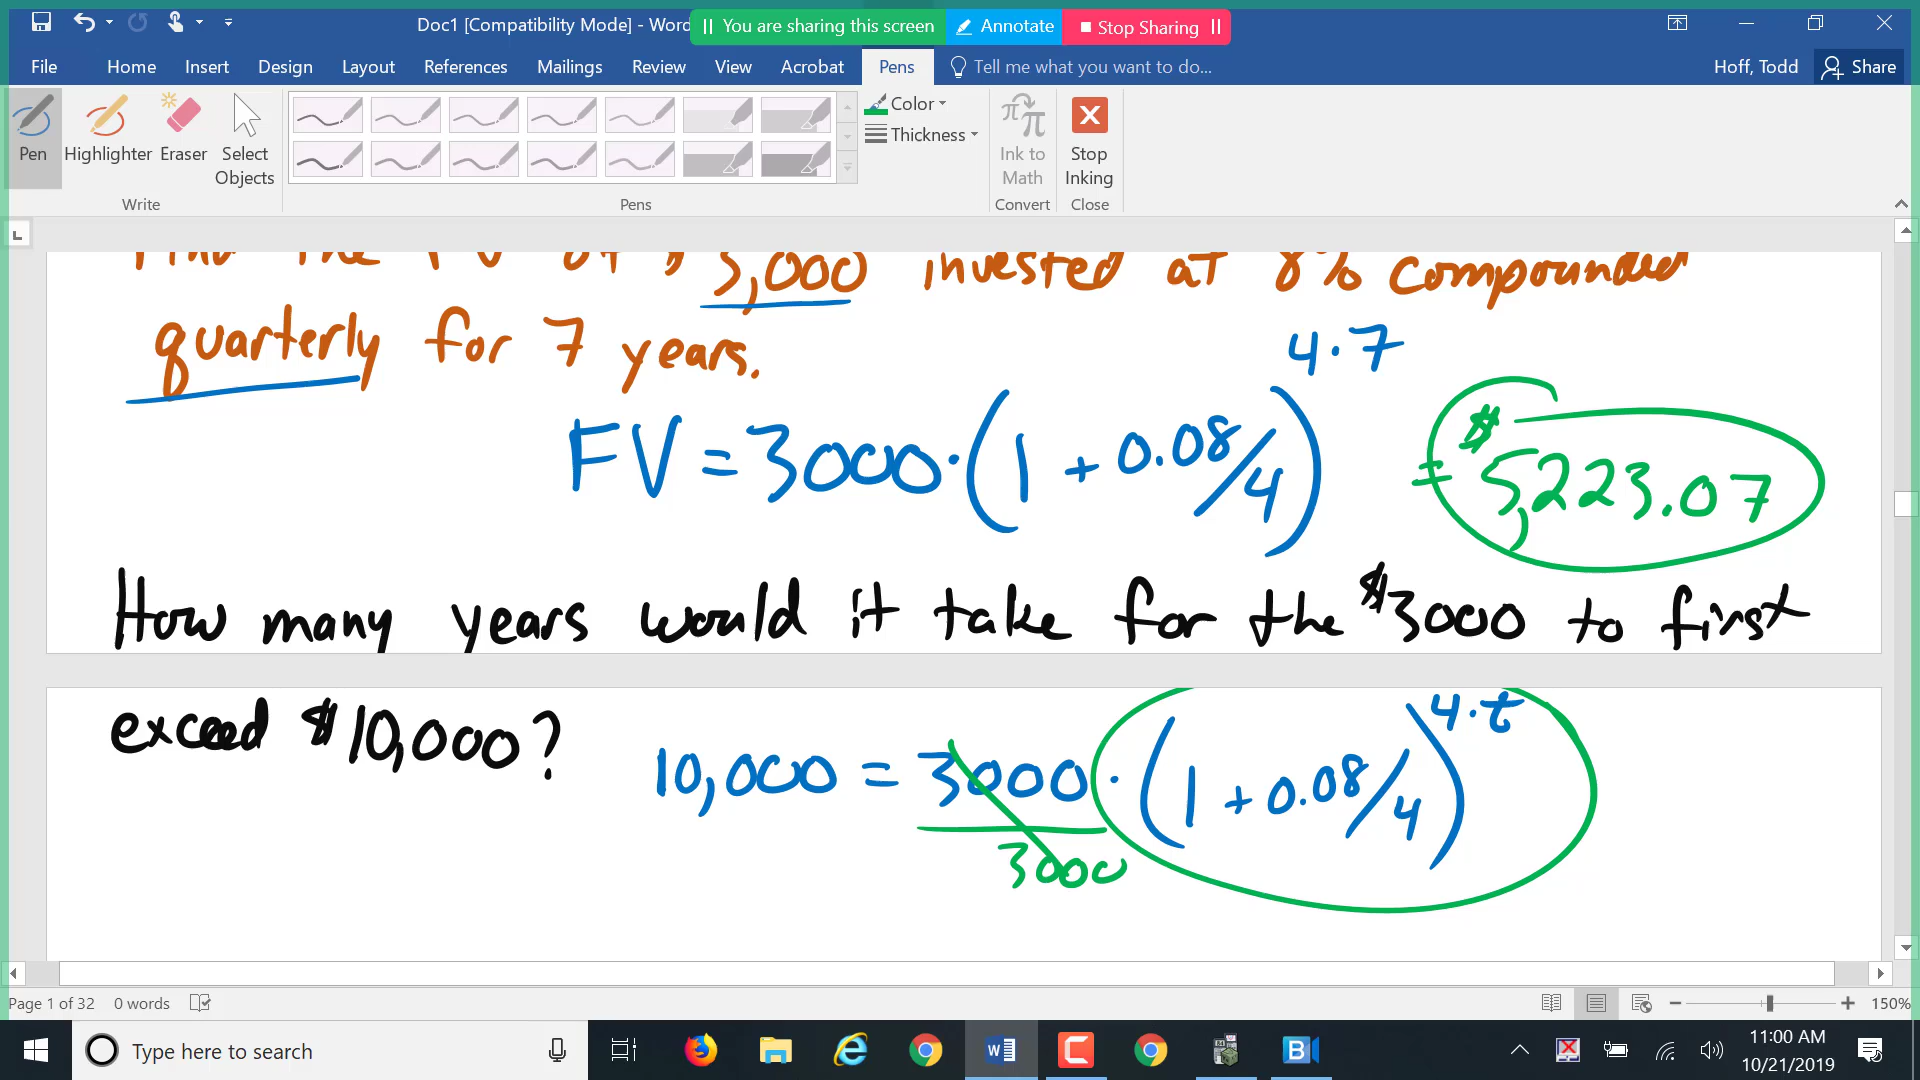 Doc1 [Compatibility Mode] - Word
You are sharing this screen
Annotate
Stop Sharing
File Home Insert Design Layout References Mailings Review View Acrobat Pens Tell me what you want to do... Hoff, Todd Share
Pen Highlighter Eraser Select Objects
Color
Thickness
Ink to Math
Stop Inking
Write Pens Convert Close
Find the FV of $3,000 invested at 8% compounded
quarterly for 7 years.
FV = 3000·(1 + 0.08/4)^4·7 = $5,223.07
How many years would it take for the $3000 to first
exceed $10,000?
10,000 = 3000·(1 + 0.08/4)^4·t
3000
Page 1 of 32 0 words 150%
Type here to search
11:00 AM
10/21/2019